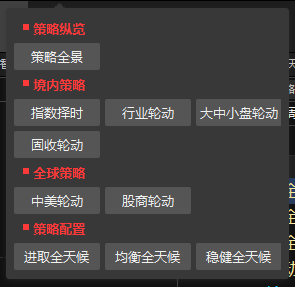 策略纵览
策略全景
境内策略
指数择时 行业轮动 大中小盘轮动
固收轮动
全球策略
中美轮动 股商轮动
策略配置
进取全天候 均衡全天候 稳健全天候